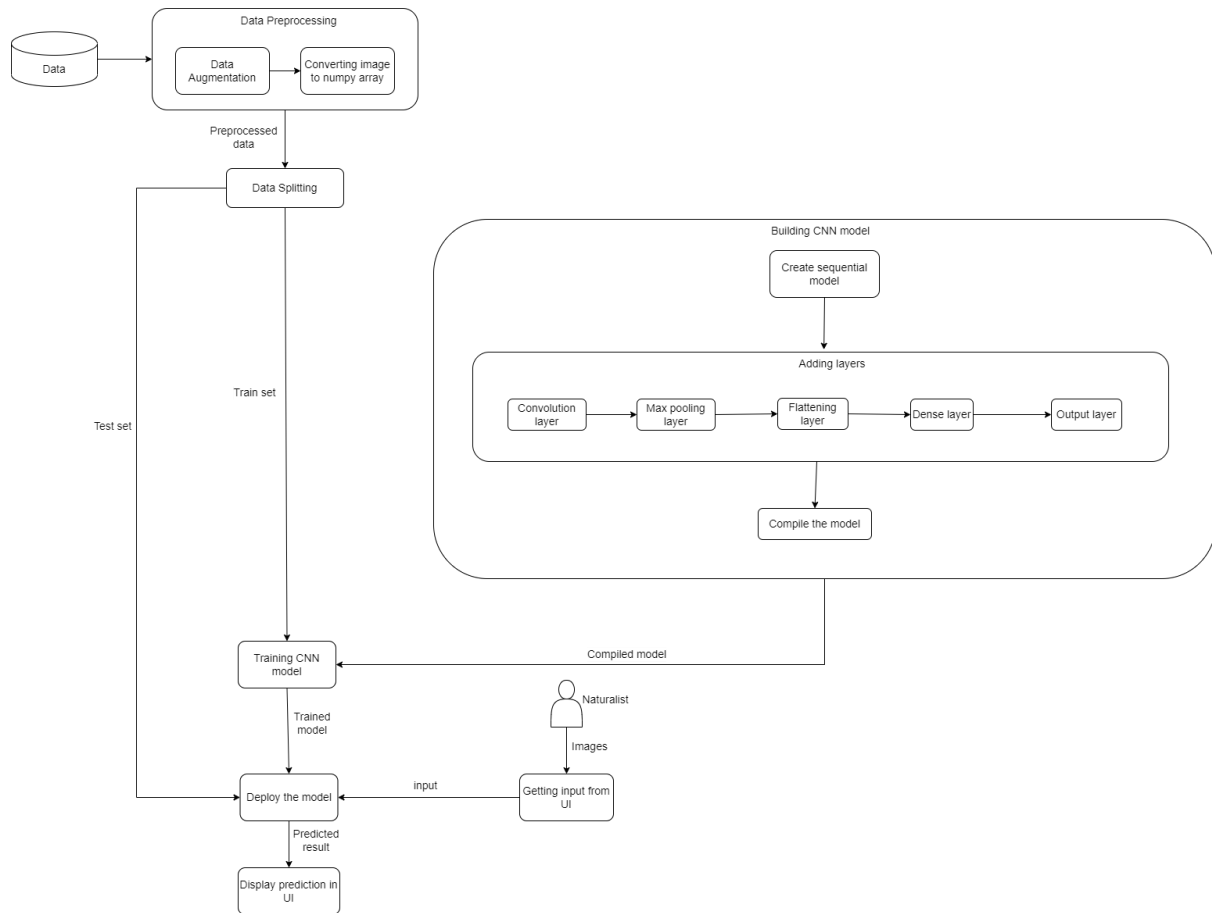 Data Preprocessing
Data
Data
Augmentation
Converting image
to numpy array
Preprocessed
data
Data Splitting
Building CNN model
Create sequential
model
Adding layers
Convolution
layer
Max pooling
layer
Flattening
layer
Dense layer
Output layer
Compile the model
Train set
Test set
Training CNN
model
Compiled model
Naturalist
Trained
model
Images
Deploy the model
input
Getting input from
UI
Predicted
result
Display prediction in
UI